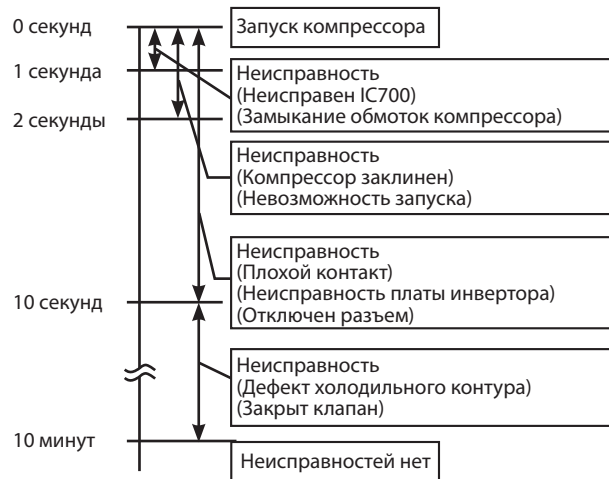 0 секунд
Запуск компрессора
1 секунда
Неисправность
(Неисправен IC700)
(Замыкание обмоток компрессора)
2 секунды
Неисправность
(Компрессор заклинен)
(Невозможность запуска)
Неисправность
(Плохой контакт)
(Неисправность платы инвертора)
(Отключен разъем)
10 секунд
Неисправность
(Дефект холодильного контура)
(Закрыт клапан)
10 минут
Неисправностей нет